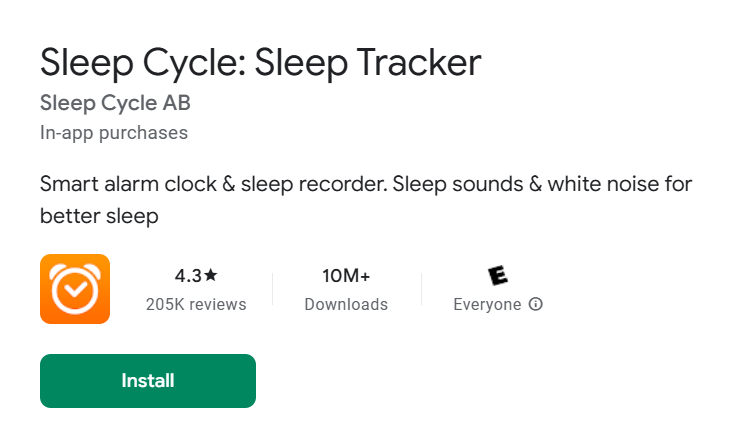 Sleep Cycle: Sleep Tracker
Sleep Cycle AB
In-app purchases
Smart alarm clock & sleep recorder. Sleep sounds & white noise for
better sleep
4.3★
10M+
E
205K reviews
Downloads
Everyone
Install